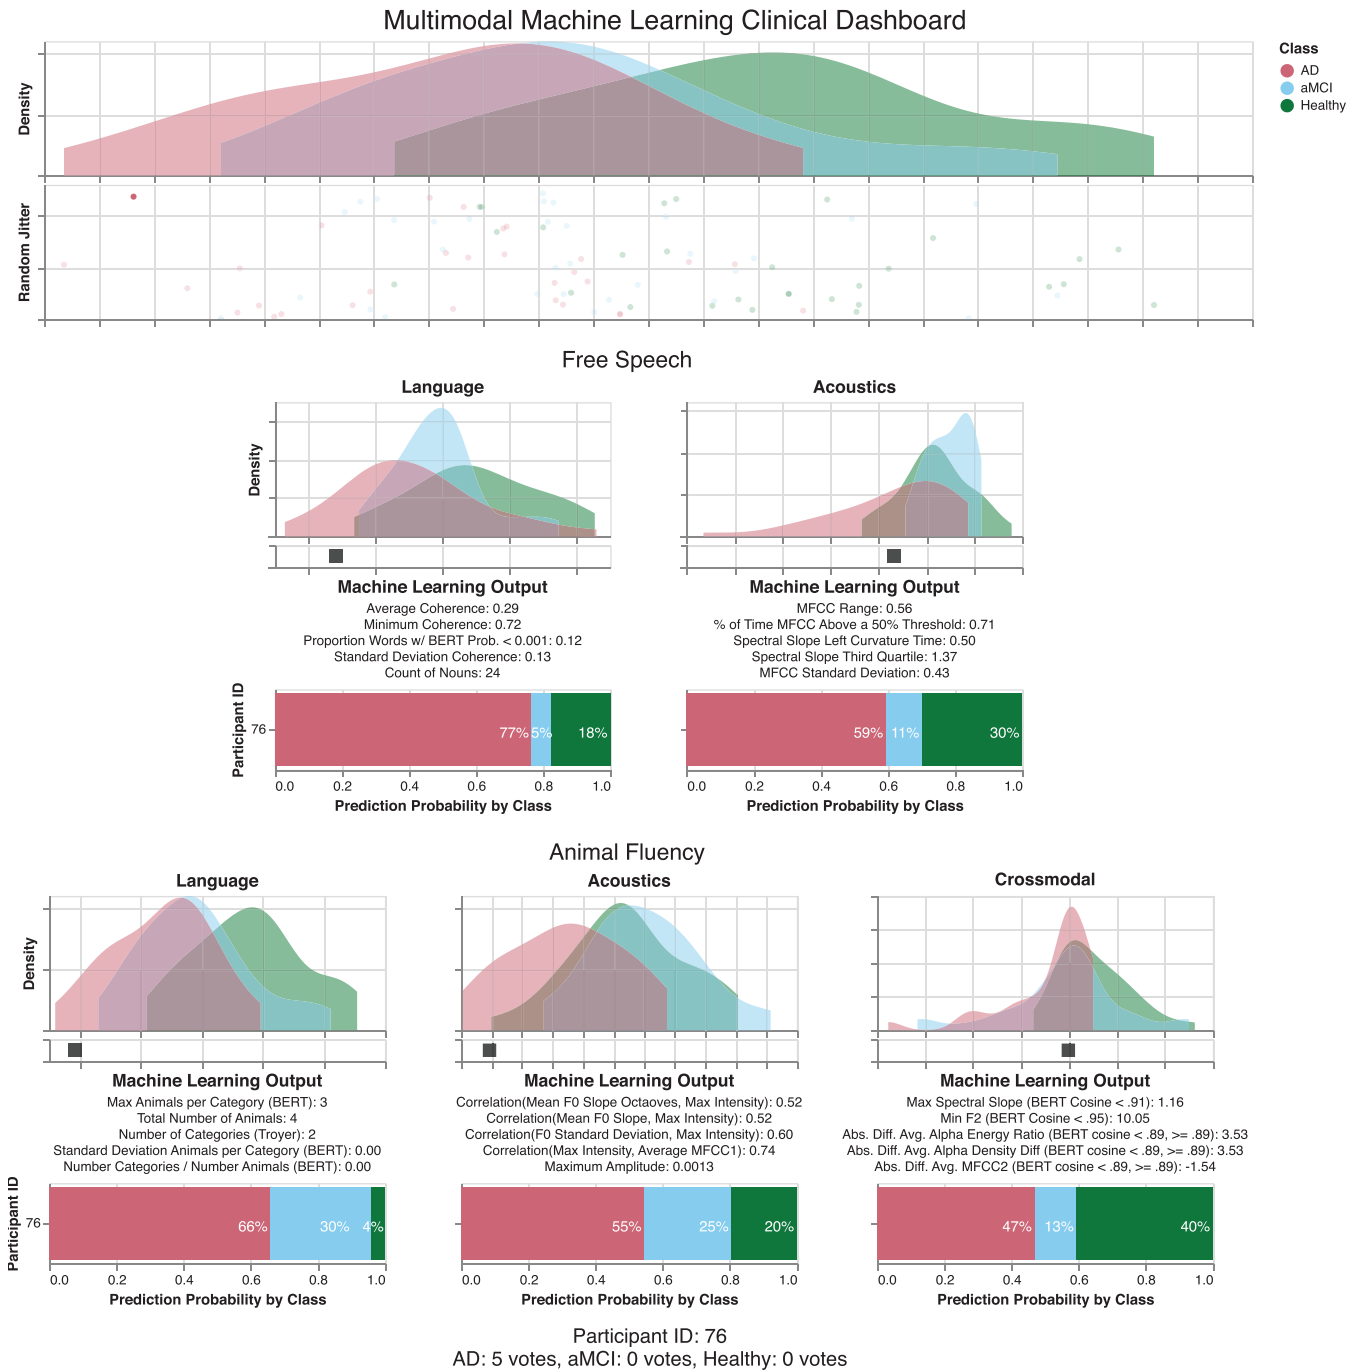 Multimodal Machine Learning Clinical Dashboard
Class
AD
aMCI
Healthy
Density
Random Jitter
Free Speech
Language
Acoustics
Density
Machine Learning Output
Average Coherence: 0.29
Minimum Coherence: 0.72
Proportion Words w/ BERT Prob. < 0.001: 0.12
Standard Deviation Coherence: 0.13
Count of Nouns: 24
Machine Learning Output
MFCC Range: 0.56
% of Time MFCC Above a 50% Threshold: 0.71
Spectral Slope Left Curvature Time: 0.50
Spectral Slope Third Quartile: 1.37
MFCC Standard Deviation: 0.43
Participant ID
76
77% 5% 18%
59% 11% 30%
0.0 0.2 0.4 0.6 0.8 1.0
0.0 0.2 0.4 0.6 0.8 1.0
Prediction Probability by Class
Prediction Probability by Class
Animal Fluency
Language
Acoustics
Crossmodal
Density
Machine Learning Output
Max Animals per Category (BERT): 3
Total Number of Animals: 4
Number of Categories (Troyer): 2
Standard Deviation Animals per Category (BERT): 0.00
Number Categories / Number Animals (BERT): 0.00
Machine Learning Output
Correlation(Mean F0 Slope Octaoves, Max Intensity): 0.52
Correlation(Mean F0 Slope, Max Intensity): 0.52
Correlation(F0 Standard Deviation, Max Intensity): 0.60
Correlation(Max Intensity, Average MFCC1): 0.74
Maximum Amplitude: 0.0013
Machine Learning Output
Max Spectral Slope (BERT Cosine < .91): 1.16
Min F2 (BERT Cosine < .95): 10.05
Abs. Diff. Avg. Alpha Energy Ratio (BERT cosine < .89, >= .89): 3.53
Abs. Diff. Avg. Alpha Density Diff (BERT cosine < .89, >= .89): 3.53
Abs. Diff. Avg. MFCC2 (BERT cosine < .89, >= .89): -1.54
Participant ID
76
66% 30% 4%
55% 25% 20%
47% 13% 40%
0.0 0.2 0.4 0.6 0.8 1.0
0.0 0.2 0.4 0.6 0.8 1.0
0.0 0.2 0.4 0.6 0.8 1.0
Prediction Probability by Class
Prediction Probability by Class
Prediction Probability by Class
Participant ID: 76
AD: 5 votes, aMCI: 0 votes, Healthy: 0 votes